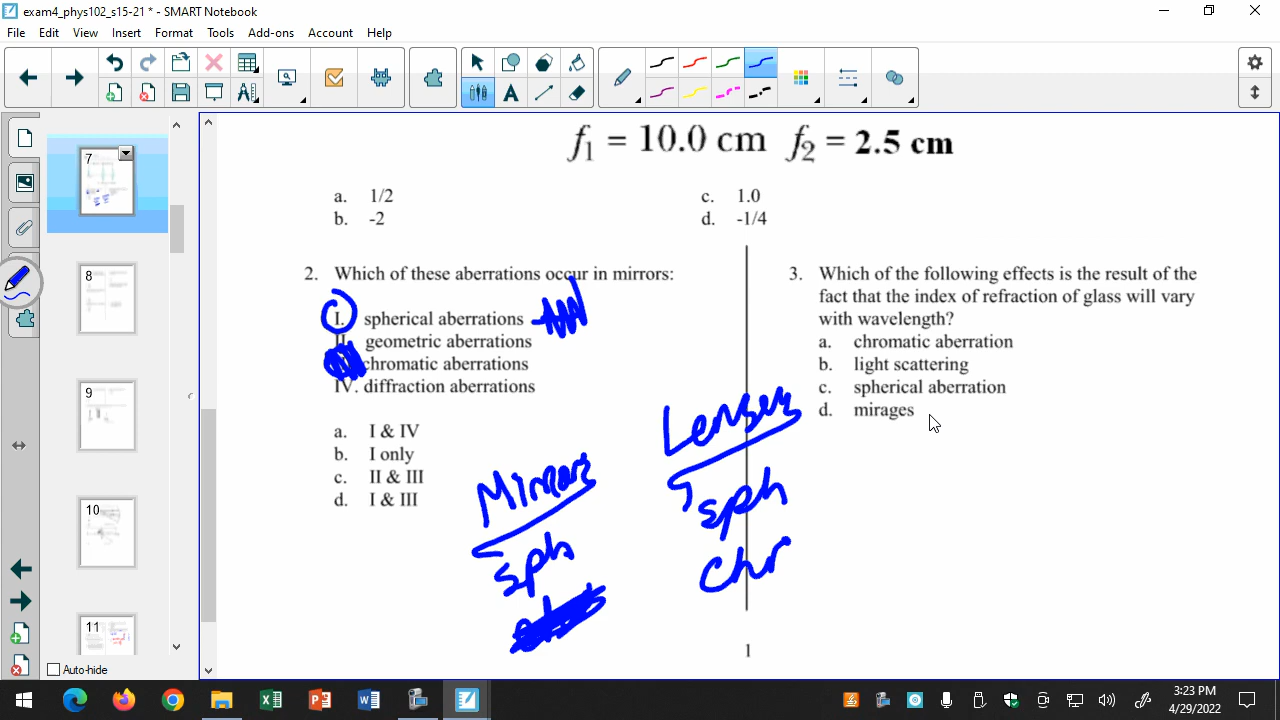 exam4_phys102_s15-21 * - SMART Notebook
File Edit View Insert Format Tools Add-ons Account Help
7
8
9
10
11
Auto-hide
f1 = 10.0 cm f2 = 2.5 cm
a. 1/2
b. -2
c. 1.0
d. -1/4
2. Which of these aberrations occur in mirrors:
I. spherical aberrations
II. geometric aberrations
chromatic aberrations
IV. diffraction aberrations
a. I & IV
b. I only
c. II & III
d. I & III
Mirrors
sph
Lenses
sph
Chr
3. Which of the following effects is the result of the
fact that the index of refraction of glass will vary
with wavelength?
a. chromatic aberration
b. light scattering
c. spherical aberration
d. mirages
1
3:23 PM
4/29/2022